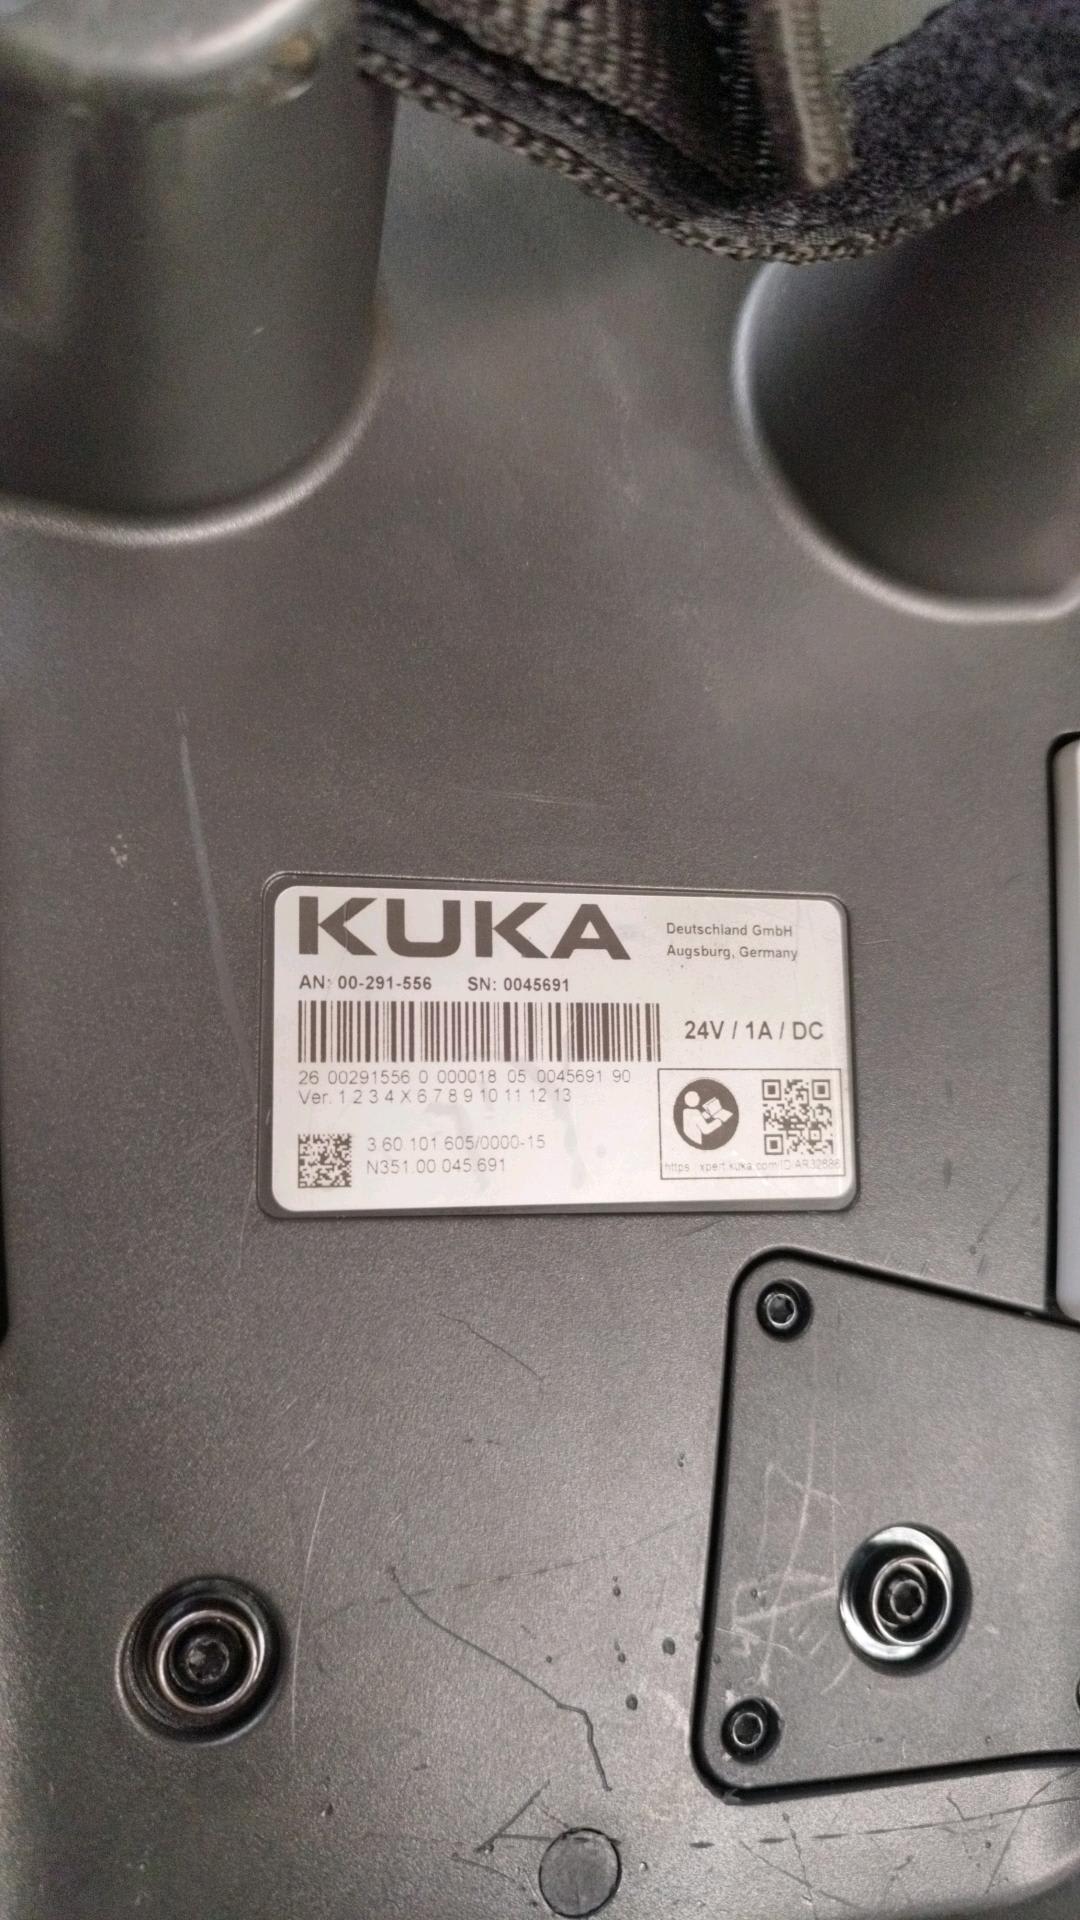 KUKA
Deutschland GmbH
Augsburg, Germany
AN: 00-291-556 SN: 0045691
24V / 1A / DC
26 00291556 0 000018 05 0045691 90
Ver. 1 2 3 4 X 6 7 8 9 10 11 12 13
3 60 101 605/0000-15
N351.00 045.691